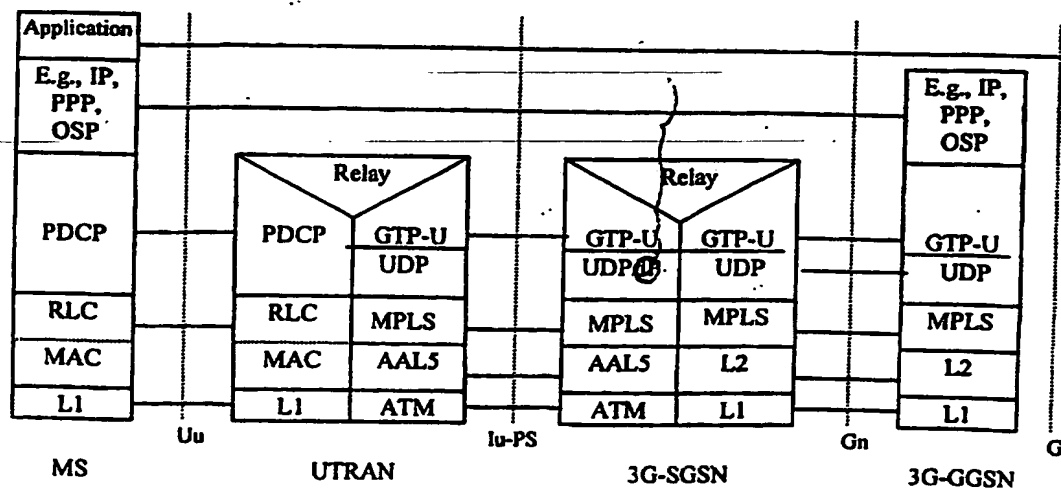 Application
E.g., IP,
PPP,
OSP
PDCP
RLC
MAC
L1
MS
Uu
Relay
PDCP
GTP-U
UDP
RLC
MPLS
MAC
AAL5
L1
ATM
UTRAN
Iu-PS
Relay
GTP-U
GTP-U
UDP/IP
UDP
MPLS
MPLS
AAL5
L2
ATM
L1
3G-SGSN
Gn
E.g., IP,
PPP,
OSP
GTP-U
UDP
MPLS
L2
L1
3G-GGSN
G